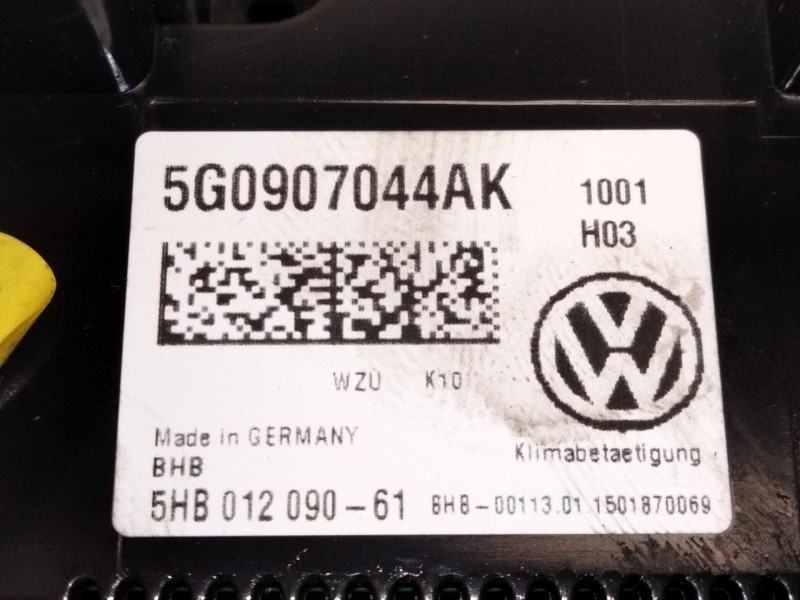 5G0907044AK
1001
H03
WZÜ K10
Made in GERMANY
Klimabetaetigung
BHB
5HB 012 090-61 BHB-00113.01 1501870069